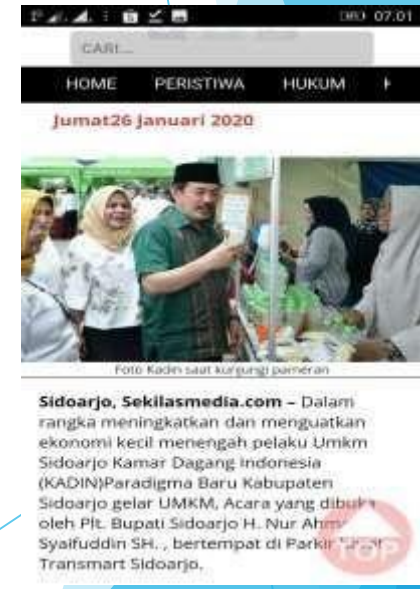 07.01
CARI...
HOME PERISTIWA HUKUM
Jumat26 Januari 2020
Foto Kadin saat kurgungi pameran
Sidoarjo, Sekilasmedia.com – Dalam
rangka meningkatkan dan menguatkan
ekonomi kecil menengah pelaku Umkm
Sidoarjo Kamar Dagang Indonesia
(KADIN)Paradigma Baru Kabupaten
Sidoarjo gelar UMKM, Acara yang dibuka
oleh Plt. Bupati Sidoarjo H. Nur Ahmad
Syaifuddin SH. , bertempat di Parkir
Transmart Sidoarjo.
TOP